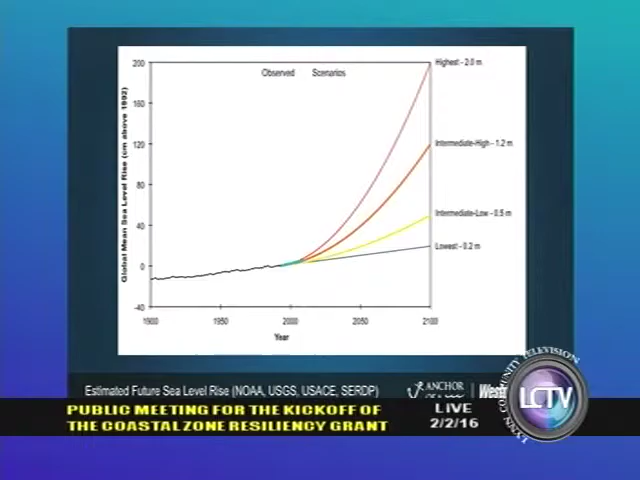 200
160
120
80
40
0
-40
1900
1950
2000
2050
2100
Year
Global Mean Sea Level Rise (cm above 1992)
Observed
Scenarios
Highest - 2.0 m
Intermediate-High - 1.2 m
Intermediate-Low - 0.5 m
Lowest - 0.2 m
Estimated Future Sea Level Rise (NOAA, USGS, USACE, SERDP)
ANCHOR
PUBLIC MEETING FOR THE KICKOFF OF
THE COASTAL ZONE RESILIENCY GRANT
LIVE
2/2/16
LYNN COMMUNITY TELEVISION
LCTV